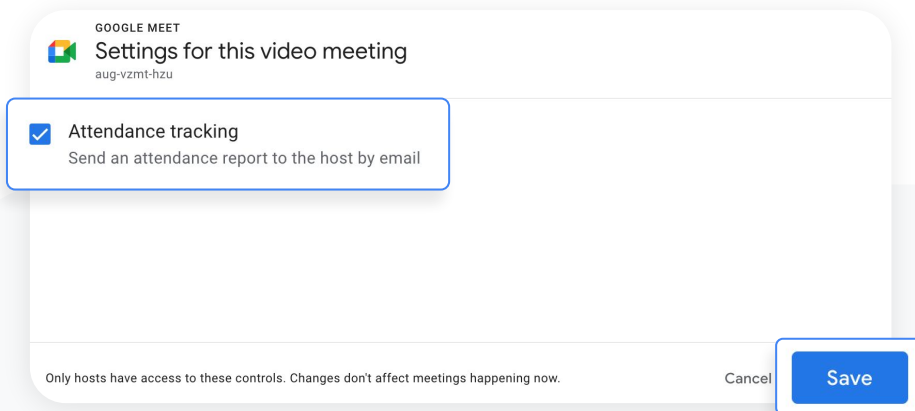 GOOGLE MEET
Settings for this video meeting
aug-vzmt-hzu
Attendance tracking
Send an attendance report to the host by email
Only hosts have access to these controls. Changes don't affect meetings happening now.
Cancel
Save